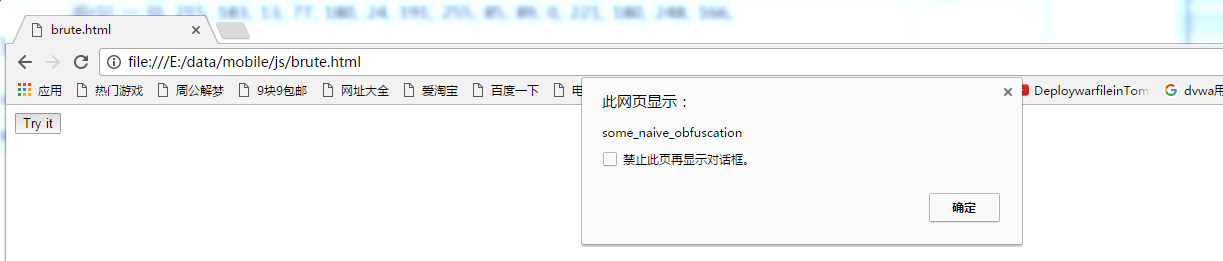 brute.html
file:///E:/data/mobile/js/brute.html
应用 热门游戏 周公解梦 9块9包邮 网址大全 爱淘宝 百度一下 电 DeploywarfileinTom dvwa用
Try it
此网页显示：
some_naive_obfuscation
禁止此页再显示对话框。
确定